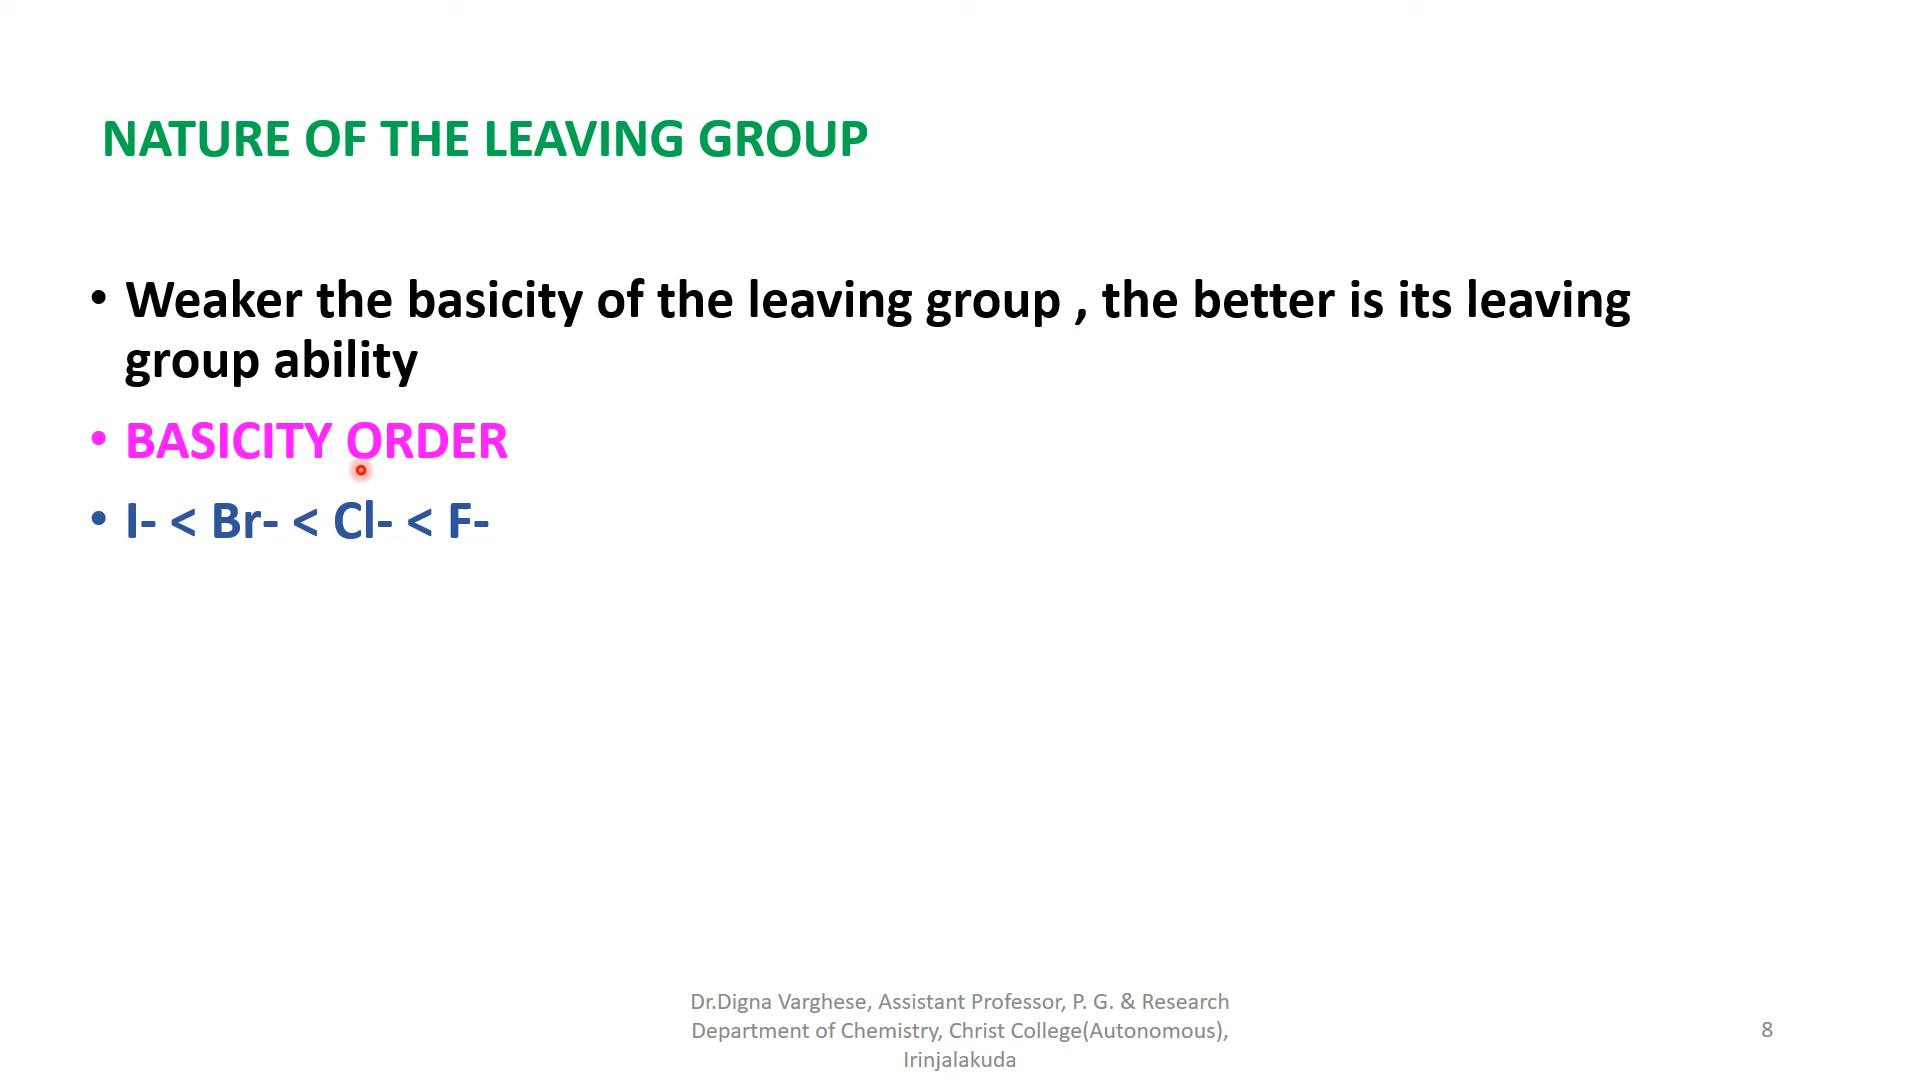 NATURE OF THE LEAVING GROUP
• Weaker the basicity of the leaving group , the better is its leaving
group ability
• BASICITY ORDER
• I- < Br- < Cl- < F-
Dr.Digna Varghese, Assistant Professor, P. G. & Research
Department of Chemistry, Christ College(Autonomous),
Irinjalakuda
8